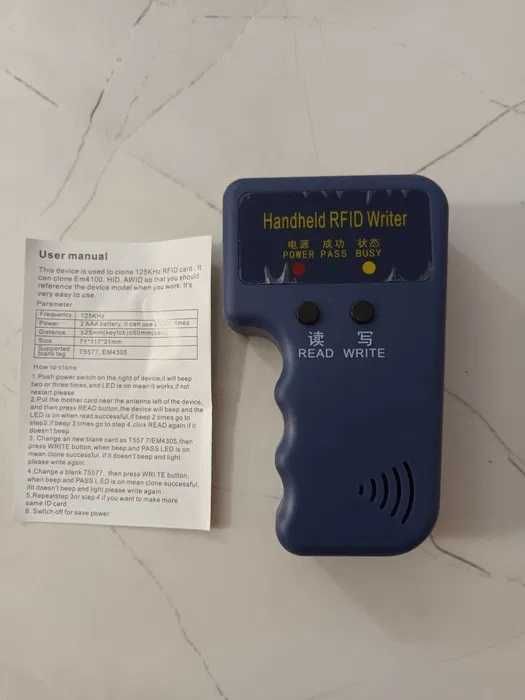 User manual
This device is used to clone 125KHz RFID card . It
can clone Em4100, HID, AWID so that you should
reference the device model when you work. It's
very easy to use.
Parameter
Frequency 125KHz
Power 2 AAA battery, it can use times
Distance
Size
Supported blank tag T5577, EM4305
How to clone
1.Push power switch on the right of device,it will beep
two or three times,and LED is on mean it works,if not
restart please
2.Put the mother card near the antenna left of the device,
and then press READ button,the device will beep and the
LED is on when read successful,if beep 2 times go to
step3,if beep 3 times go to step 4,click READ again if it
doesn't beep
3. Change an new blank card as T5577/EM4305,then
press WRITE button,when beep,and PASS LED is on
mean clone successful, if it doesn't beep and light
please write again
4.Change a blank T5577, then press WRITE button,
when beep and PASS LED is on mean clone successful,
ifit doesn't beep and light please write again
5.Repeatstep 3or step 4 if you want to make more
same ID card
6. Switch off for save power
Handheld RFID Writer
电源 成功 状态
POWER PASS BUSY
读 写
READ WRITE